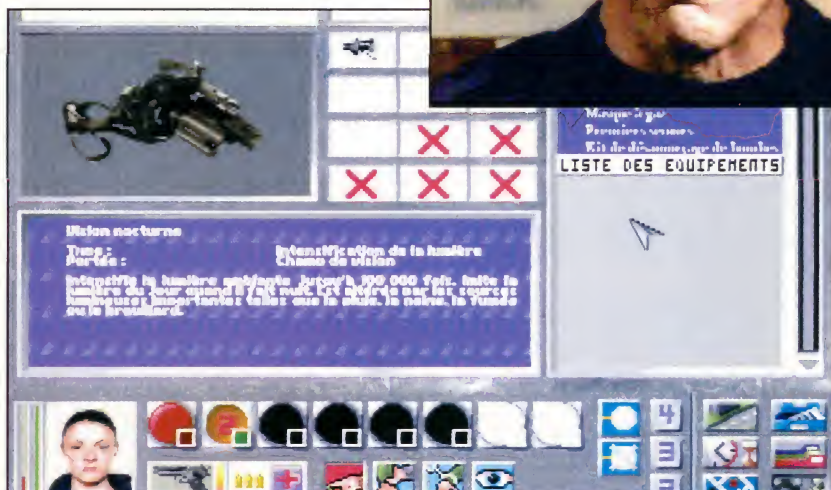 Masque à gaz
Premiers secours
Kit de désamorçage de bombes
LISTE DES EQUIPEMENTS
Vision nocturne
Type : Intensification de la lumière
Portée : Champ de vision
Intensifie la lumière ambiante jusqu'à 100 000 fois. Imite la
lumière du jour quand il fait nuit. Est altérée par les sources
lumineuses importantes telles que la pluie, la neige, la fumée
ou le brouillard.
2
4
3